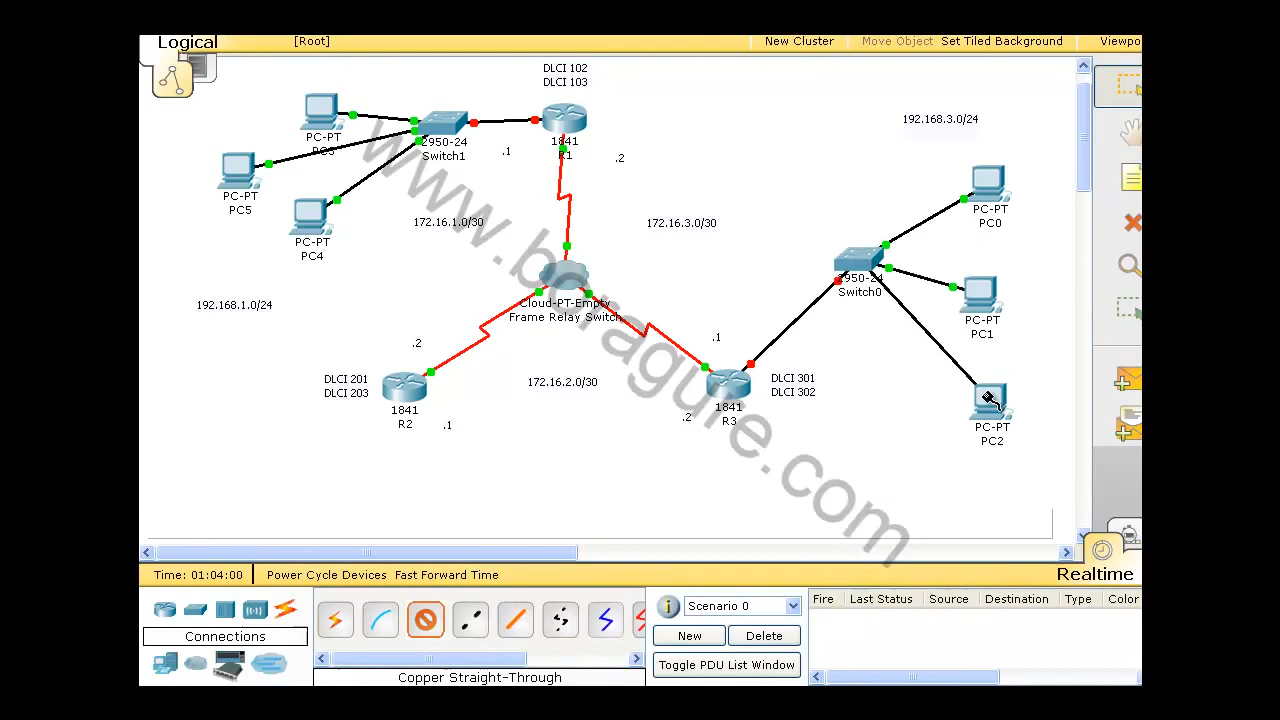 Logical
[Root]
New Cluster
Move Object
Set Tiled Background
Viewpo
DLCI 102
DLCI 103
1841
R1
.1
.2
2950-24
Switch1
PC-PT
PC3
PC-PT
PC5
PC-PT
PC4
172.16.1.0/30
172.16.3.0/30
192.168.3.0/24
PC-PT
PC0
2950-24
Switch0
PC-PT
PC1
192.168.1.0/24
Cloud-PT-Empty
Frame Relay Switch
.2
.1
DLCI 201
DLCI 203
1841
R2
.1
172.16.2.0/30
1841
R3
.2
DLCI 301
DLCI 302
PC-PT
PC2
www.boragure.com
Time: 01:04:00
Power Cycle Devices
Fast Forward Time
Realtime
Connections
Copper Straight-Through
Scenario 0
New
Delete
Toggle PDU List Window
Fire
Last Status
Source
Destination
Type
Color